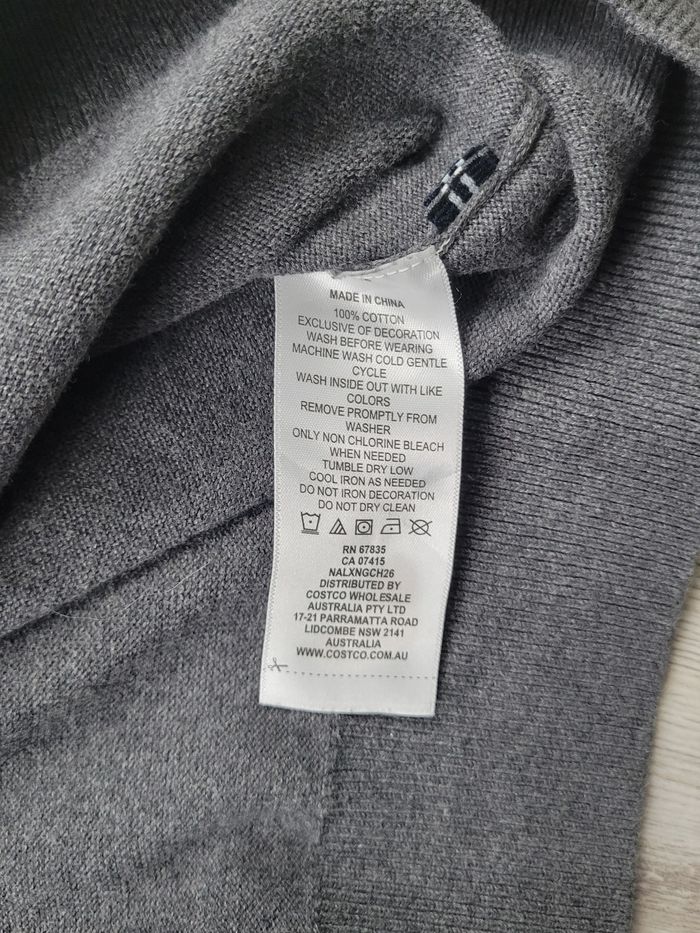 MADE IN CHINA
100% COTTON
EXCLUSIVE OF DECORATION
WASH BEFORE WEARING
MACHINE WASH COLD GENTLE
CYCLE
WASH INSIDE OUT WITH LIKE
COLORS
REMOVE PROMPTLY FROM
WASHER
ONLY NON CHLORINE BLEACH
WHEN NEEDED
TUMBLE DRY LOW
COOL IRON AS NEEDED
DO NOT IRON DECORATION
DO NOT DRY CLEAN
RN 67835
CA 07415
NALXNGCH26
DISTRIBUTED BY
COSTCO WHOLESALE
AUSTRALIA PTY LTD
17-21 PARRAMATTA ROAD
LIDCOMBE NSW 2141
AUSTRALIA
WWW.COSTCO.COM.AU